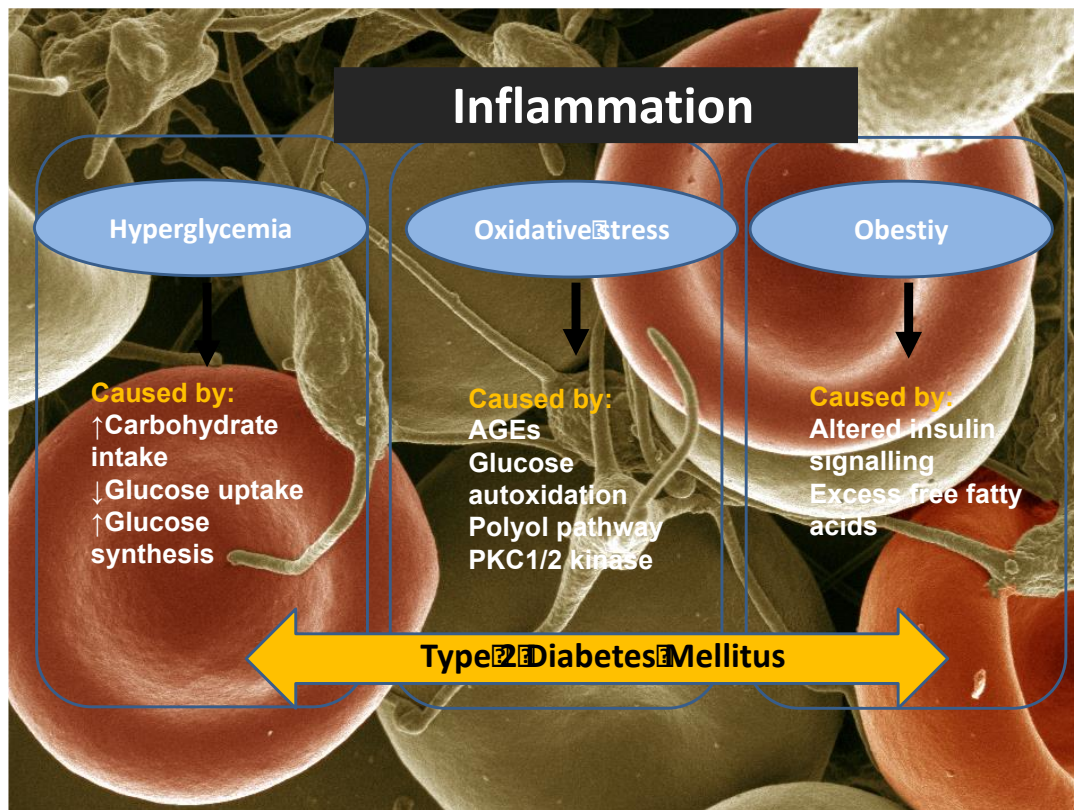 Inflammation
Hyperglycemia
Caused by:
↑Carbohydrate
intake
↓Glucose uptake
↑Glucose
synthesis
Oxidative stress
Caused by:
AGEs
Glucose
autoxidation
Polyol pathway
PKC1/2 kinase
Obestiy
Caused by:
Altered insulin
signalling
Excess free fatty
acids
Type 2 Diabetes Mellitus